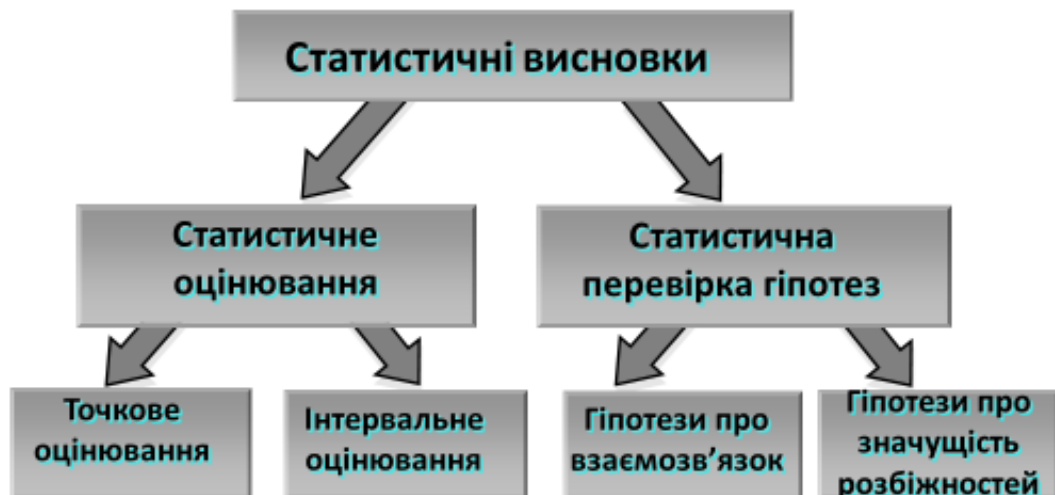 Статистичні висновки
Статистичне
оцінювання
Статистична
перевірка гіпотез
Точкове
оцінювання
Інтервальне
оцінювання
Гіпотези про
взаємозв’язок
Гіпотези про
значущість
розбіжностей